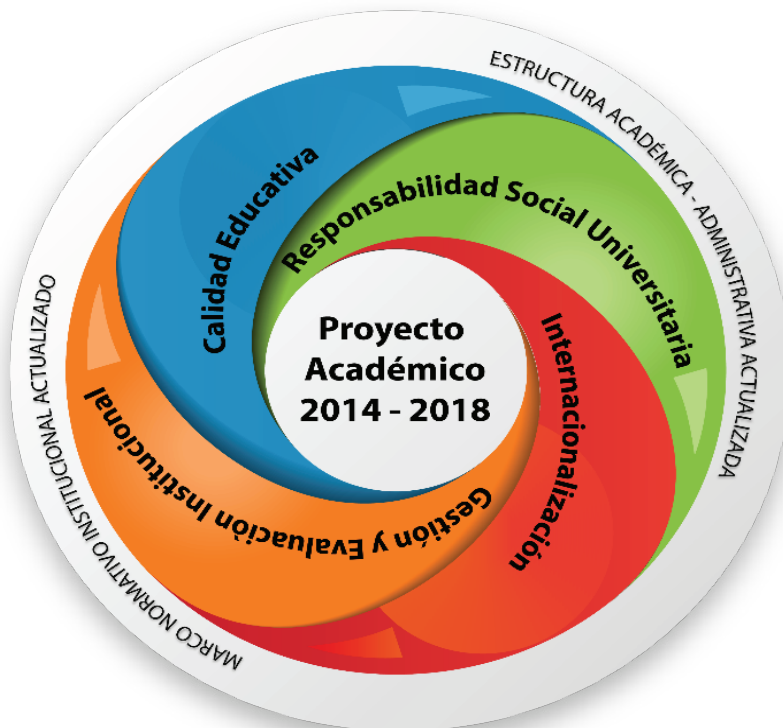 ESTRUCTURA ACADÉMICA - ADMINISTRATIVA ACTUALIZADA
Calidad Educativa
Responsabilidad Social Universitaria
Proyecto
Académico
2014 - 2018
Internacionalización
Gestión y Evaluaciòn Institucional
MARCO NORMATIVO INSTITUCIONAL ACTUALIZADO